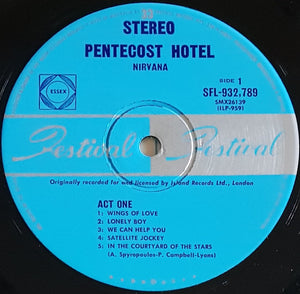 STEREO
PENTECOST HOTEL
NIRVANA
ESSEX
SIDE 1
SFL-932,789
SMX26139
(ILP-959)
Festival Festival
Originally recorded for and licensed by Island Records Ltd., London
ACT ONE
1: WINGS OF LOVE
2: LONELY BOY
3: WE CAN HELP YOU
4: SATELLITE JOCKEY
5: IN THE COURTYARD OF THE STARS
(A. Spyropoulos-P. Campbell-Lyons)